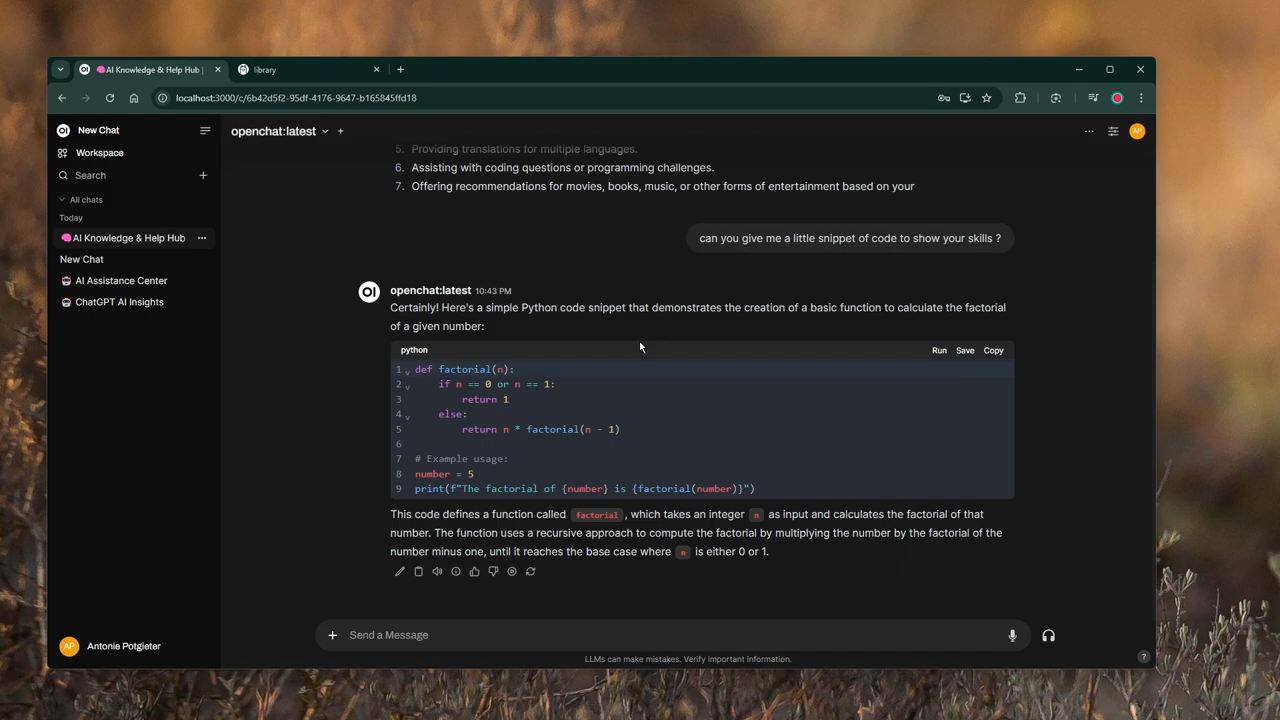 AI Knowledge & Help Hub |
library
localhost:3000/c/6b42d5f2-95df-4176-9647-b165845ffd18
OI New Chat
Workspace
Search
All chats
Today
AI Knowledge & Help Hub
New Chat
AI Assistance Center
ChatGPT AI Insights
AP Antonie Potgieter
openchat:latest
AP
5. Providing translations for multiple languages.
6. Assisting with coding questions or programming challenges.
7. Offering recommendations for movies, books, music, or other forms of entertainment based on your
can you give me a little snippet of code to show your skills ?
OI openchat:latest 10:43 PM
Certainly! Here's a simple Python code snippet that demonstrates the creation of a basic function to calculate the factorial
of a given number:
python Run Save Copy
1 def factorial(n):
2 if n == 0 or n == 1:
3 return 1
4 else:
5 return n * factorial(n - 1)
6
7 # Example usage:
8 number = 5
9 print(f"The factorial of {number} is {factorial(number)}")
This code defines a function called factorial, which takes an integer n as input and calculates the factorial of that
number. The function uses a recursive approach to compute the factorial by multiplying the number by the factorial of the
number minus one, until it reaches the base case where n is either 0 or 1.
Send a Message
LLMs can make mistakes. Verify important information.
?